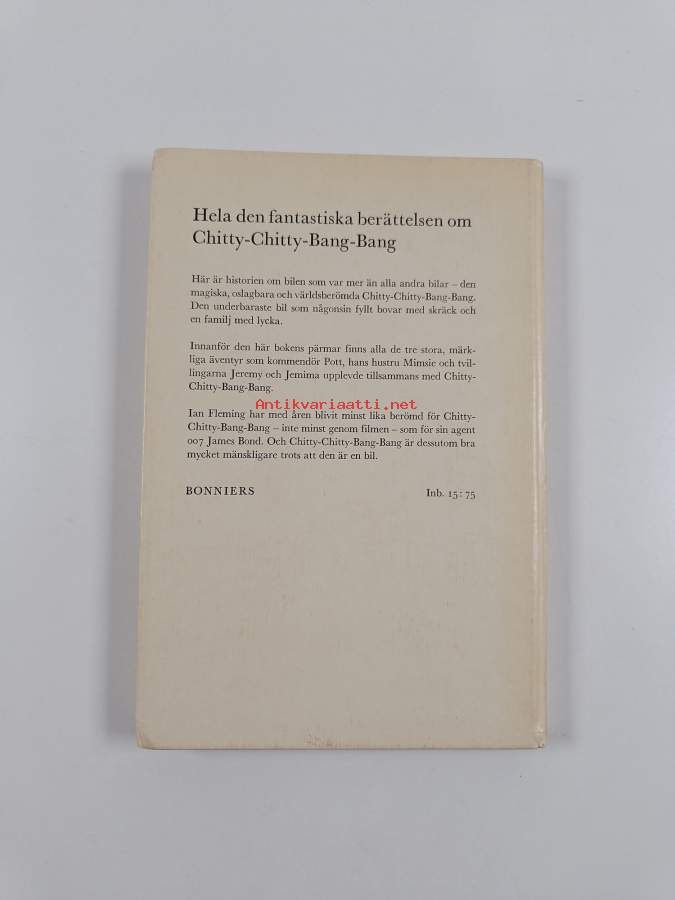 Hela den fantastiska berättelsen om
Chitty-Chitty-Bang-Bang
Här är historien om bilen som var mer än alla andra bilar – den
magiska, oslagbara och världsberömda Chitty-Chitty-Bang-Bang.
Den underbaraste bil som någonsin fyllt bovar med skräck och
en familj med lycka.
Innanför den här bokens pärmar finns alla de tre stora, märk-
liga äventyr som kommendör Pott, hans hustru Mimsie och tvil-
lingarna Jeremy och Jemima upplevde tillsammans med Chitty-
Chitty-Bang-Bang.
Antikvariaatti.net
Ian Fleming har med åren blivit minst lika berömd för Chitty-
Chitty-Bang-Bang – inte minst genom filmen – som för sin agent
007 James Bond. Och Chitty-Chitty-Bang-Bang är dessutom bra
mycket mänskligare trots att den är en bil.
BONNIERS Inb. 15:75